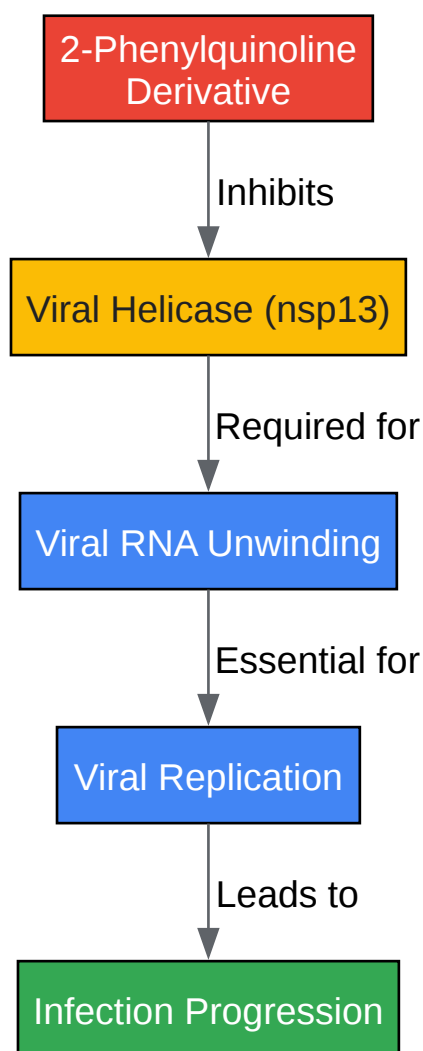 2-Phenylquinoline
Derivative
Inhibits
Viral Helicase (nsp13)
Required for
Viral RNA Unwinding
Essential for
Viral Replication
Leads to
Infection Progression